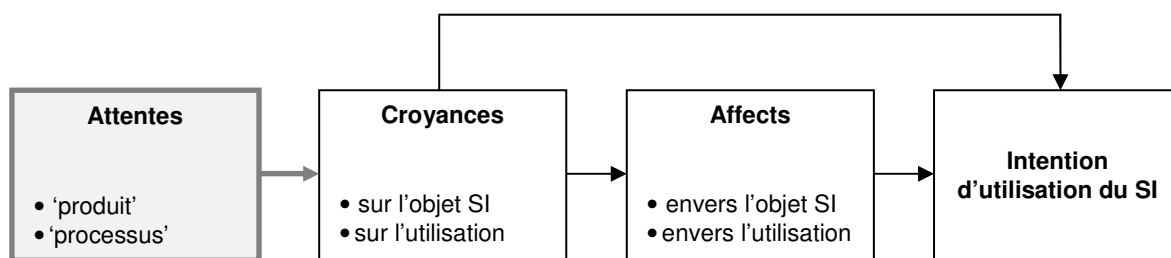 Attentes
• ‘produit’
• ‘processus’
Croyances
• sur l’objet SI
• sur l’utilisation
Affects
• envers l’objet SI
• envers l’utilisation
Intention
d’utilisation du SI